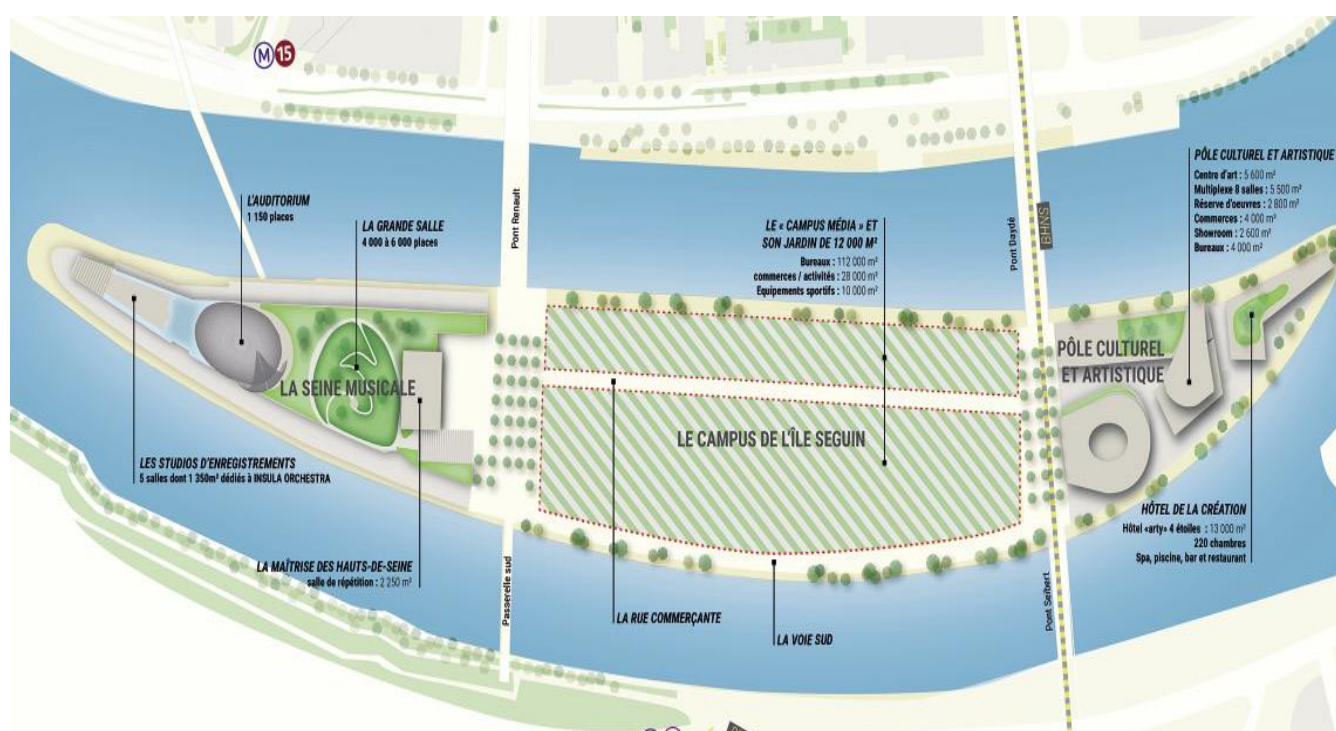 M 15
L'AUDITORIUM
1 150 places
LA GRANDE SALLE
4 000 à 6 000 places
Pont Renault
LE « CAMPUS MÉDIA » ET
SON JARDIN DE 12 000 M²
Bureaux : 112 000 m²
commerces / activités : 28 000 m²
Equipements sportifs : 10 000 m²
Pont Daydé
BHNS
PÔLE CULTUREL ET ARTISTIQUE
Centre d'art : 5 600 m²
Multiplexe 8 salles : 5 500 m²
Réserve d'oeuvres : 2 800 m²
Commerces : 4 000 m²
Showroom : 2 600 m²
Bureaux : 4 000 m²
LA SEINE MUSICALE
LE CAMPUS DE L'ÎLE SEGUIN
PÔLE CULTUREL
ET ARTISTIQUE
LES STUDIOS D'ENREGISTREMENTS
5 salles dont 1 350m² dédiés à INSULA ORCHESTRA
LA MAÎTRISE DES HAUTS-DE-SEINE
salle de répétition : 2 250 m²
Passerelle sud
LA RUE COMMERÇANTE
LA VOIE SUD
Pont Seibert
HÔTEL DE LA CRÉATION
Hôtel «arty» 4 étoiles : 13 000 m²
220 chambres
Spa, piscine, bar et restaurant